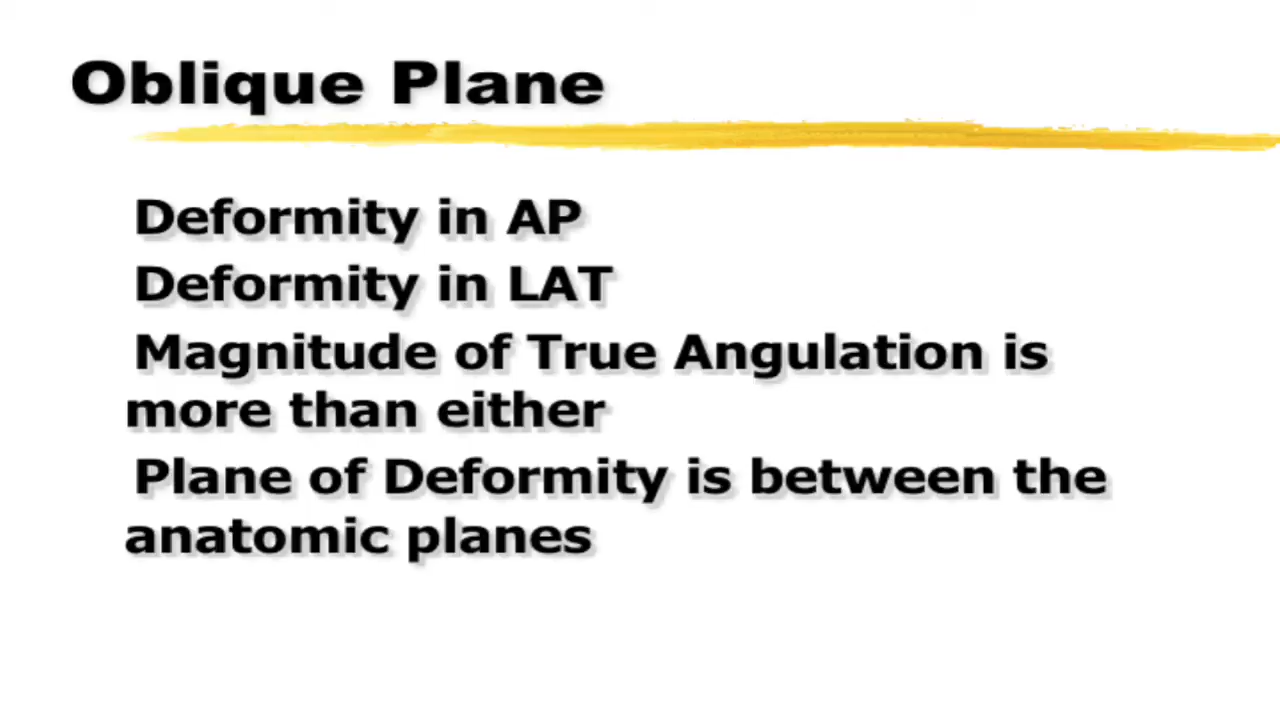 Oblique Plane
Deformity in AP
Deformity in LAT
Magnitude of True Angulation is
more than either
Plane of Deformity is between the
anatomic planes